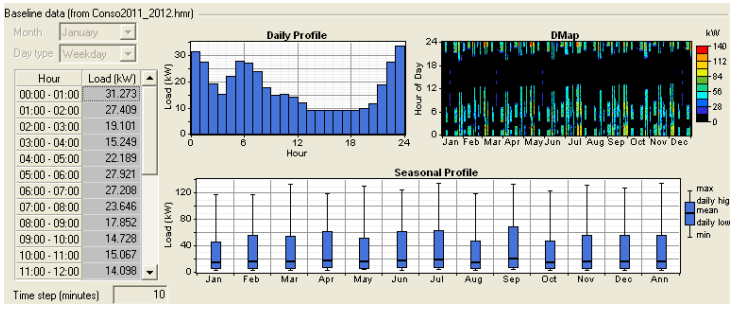 Baseline data (from Conso2011_2012.hmr)
Month January
Day type Weekday
Hour Load (kW)
00:00 - 01:00 31.273
01:00 - 02:00 27.409
02:00 - 03:00 19.101
03:00 - 04:00 15.249
04:00 - 05:00 22.189
05:00 - 06:00 27.921
06:00 - 07:00 27.208
07:00 - 08:00 23.646
08:00 - 09:00 17.852
09:00 - 10:00 14.728
10:00 - 11:00 15.067
11:00 - 12:00 14.098
Time step (minutes) 10
Daily Profile
Load (kW)
30
20
10
0
0 6 12 18 24
Hour
DMap
Hour of Day
24
18
12
6
0
Jan Feb Mar Apr May Jun Jul Aug Sep Oct Nov Dec
kW
140
112
84
56
28
0
Seasonal Profile
Load (kW)
120
80
40
0
Jan Feb Mar Apr May Jun Jul Aug Sep Oct Nov Dec Ann
max
daily hig
mean
daily low
min